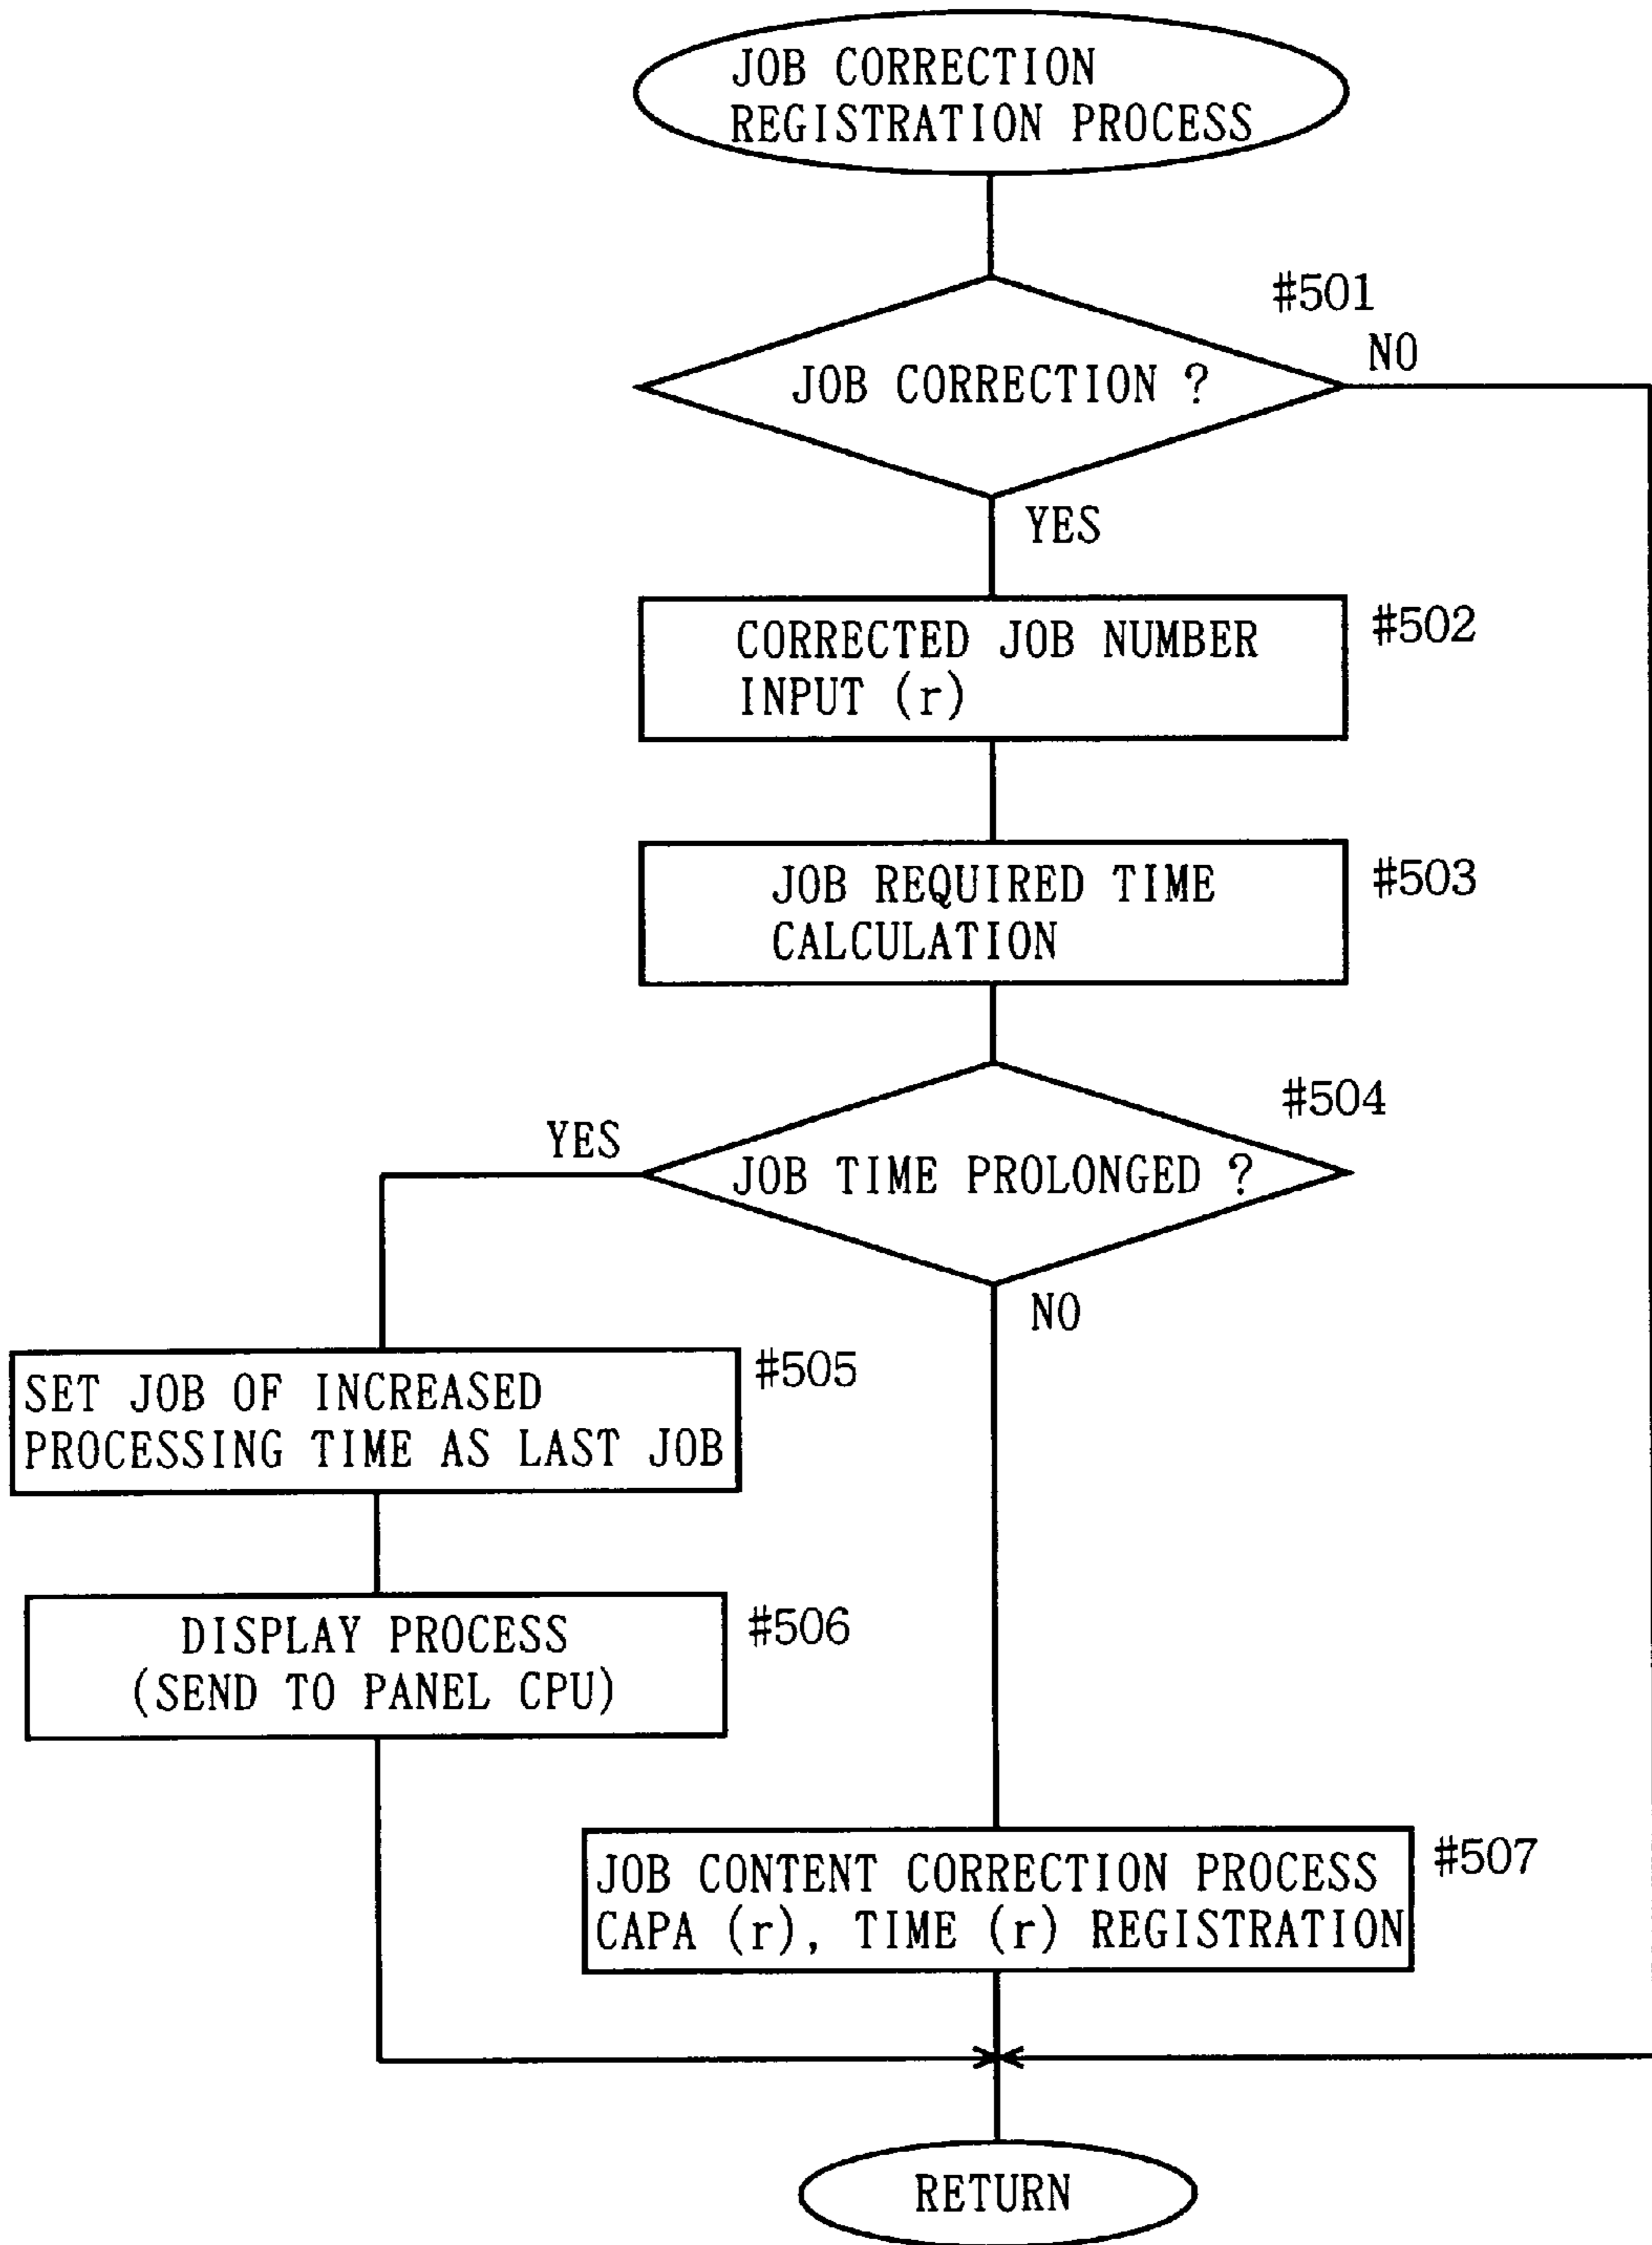 JOB CORRECTION
REGISTRATION PROCESS
#501
JOB CORRECTION ?
NO
YES
CORRECTED JOB NUMBER
INPUT (r)
#502
JOB REQUIRED TIME
CALCULATION
#503
#504
YES
JOB TIME PROLONGED ?
NO
SET JOB OF INCREASED
PROCESSING TIME AS LAST JOB
#505
DISPLAY PROCESS
(SEND TO PANEL CPU)
#506
JOB CONTENT CORRECTION PROCESS
CAPA (r), TIME (r) REGISTRATION
#507
RETURN